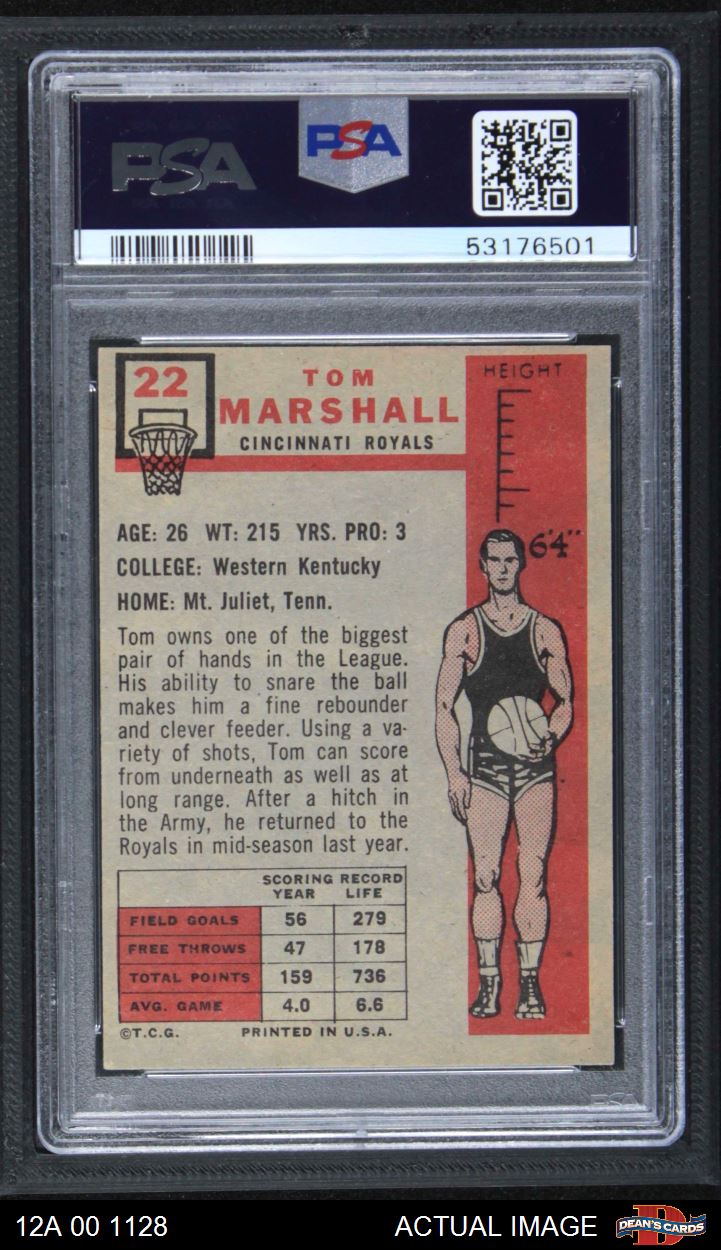 PSA
PSA
53176501
22
TOM
MARSHALL
CINCINNATI ROYALS
HEIGHT
6'4"
AGE: 26 WT: 215 YRS. PRO: 3
COLLEGE: Western Kentucky
HOME: Mt. Juliet, Tenn.
Tom owns one of the biggest
pair of hands in the League.
His ability to snare the ball
makes him a fine rebounder
and clever feeder. Using a va-
riety of shots, Tom can score
from underneath as well as at
long range. After a hitch in
the Army, he returned to the
Royals in mid-season last year.
SCORING RECORD
YEAR LIFE
FIELD GOALS 56 279
FREE THROWS 47 178
TOTAL POINTS 159 736
AVG. GAME 4.0 6.6
©T.C.G. PRINTED IN U.S.A.
PSA
12A 00 1128 ACTUAL IMAGE DEAN'S CARDS